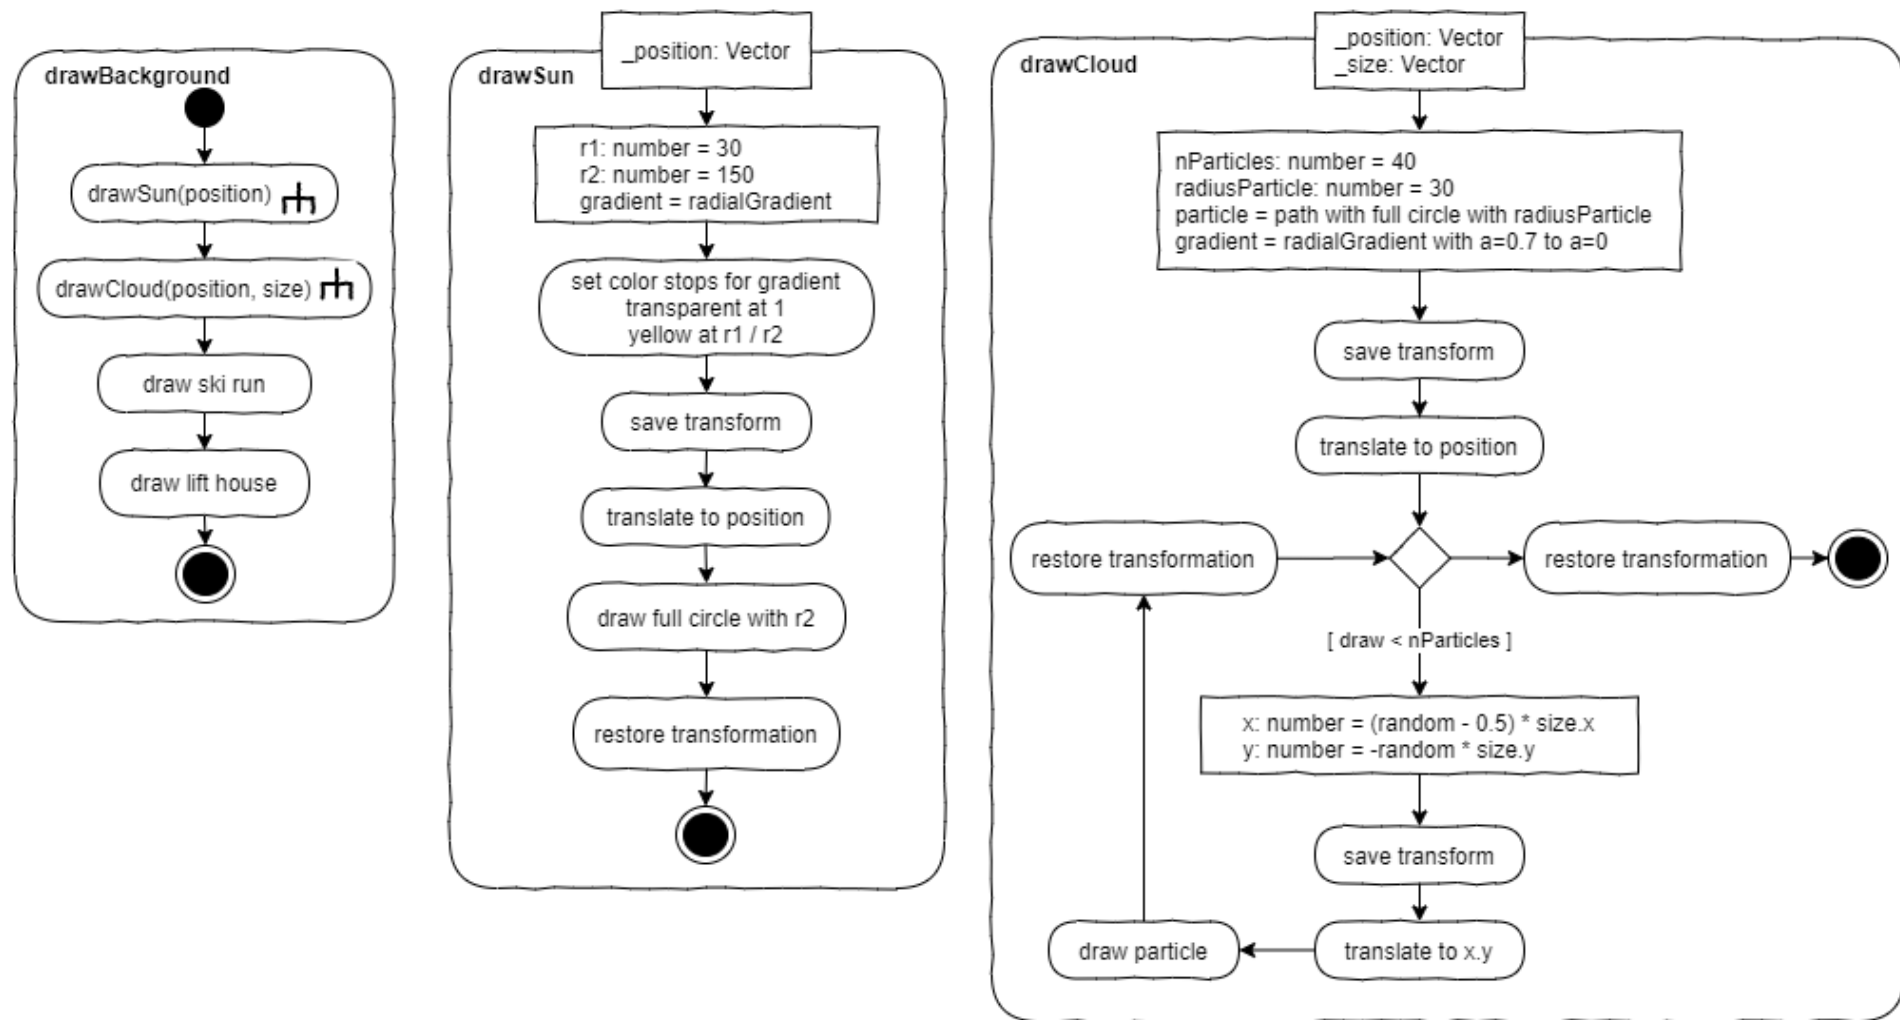 drawBackground
drawSun(position)
drawCloud(position, size)
draw ski run
draw lift house
drawSun
_position: Vector
r1: number = 30
r2: number = 150
gradient = radialGradient
set color stops for gradient
transparent at 1
yellow at r1 / r2
save transform
translate to position
draw full circle with r2
restore transformation
drawCloud
_position: Vector
_size: Vector
nParticles: number = 40
radiusParticle: number = 30
particle = path with full circle with radiusParticle
gradient = radialGradient with a=0.7 to a=0
save transform
translate to position
restore transformation
restore transformation
[ draw < nParticles ]
x: number = (random - 0.5) * size.x
y: number = -random * size.y
save transform
translate to x.y
draw particle